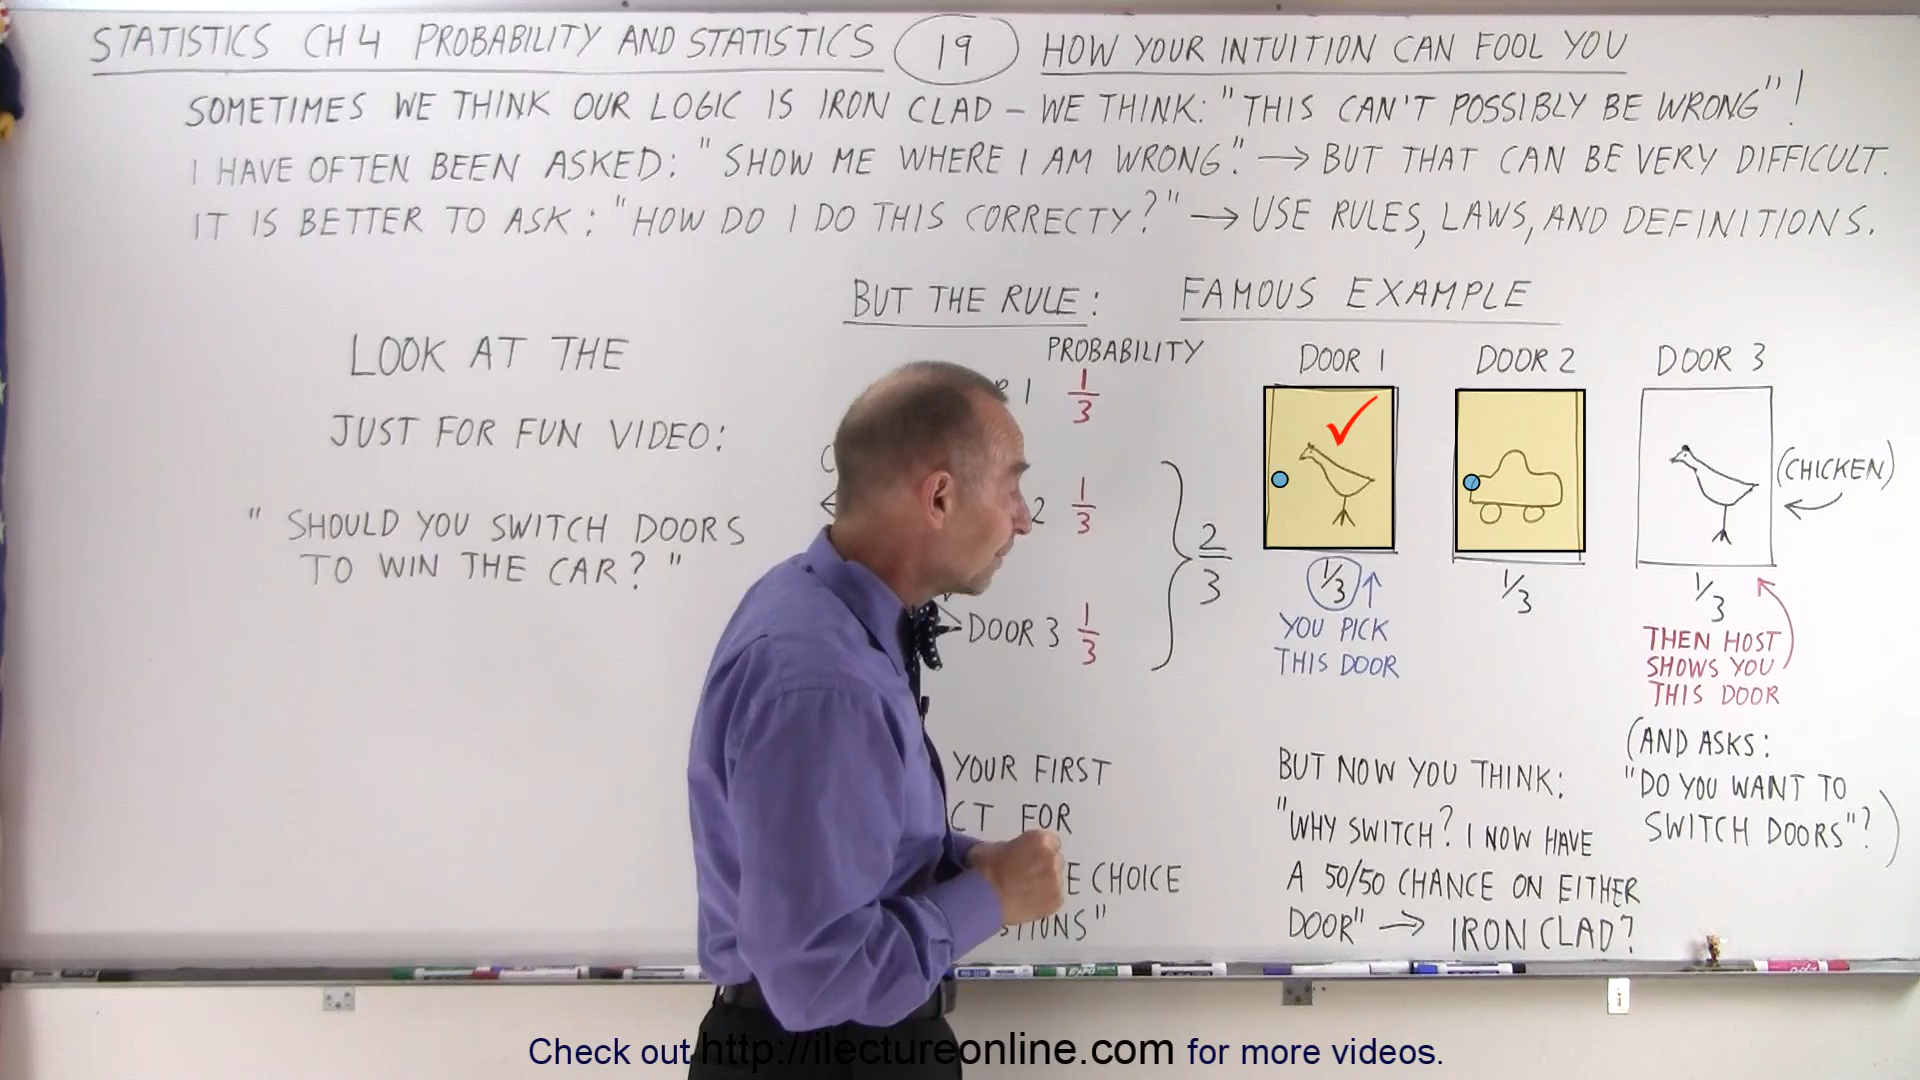 STATISTICS CH 4 PROBABILITY AND STATISTICS 19 HOW YOUR INTUITION CAN FOOL YOU
SOMETIMES WE THINK OUR LOGIC IS IRON CLAD - WE THINK: "THIS CAN'T POSSIBLY BE WRONG"!
I HAVE OFTEN BEEN ASKED: "SHOW ME WHERE I AM WRONG". → BUT THAT CAN BE VERY DIFFICULT.
IT IS BETTER TO ASK: "HOW DO I DO THIS CORRECTY?" → USE RULES, LAWS, AND DEFINITIONS.
LOOK AT THE
JUST FOR FUN VIDEO:
"SHOULD YOU SWITCH DOORS
TO WIN THE CAR?"
BUT THE RULE:
PROBABILITY
1 1/3
2 1/3
DOOR 3 1/3
2/3
YOUR FIRST
FOR
CHOICE
FAMOUS EXAMPLE
DOOR 1 DOOR 2 DOOR 3
(CHICKEN)
1/3 1/3 1/3
YOU PICK
THIS DOOR
THEN HOST
SHOWS YOU
THIS DOOR
(AND ASKS:
"DO YOU WANT TO
SWITCH DOORS"?)
BUT NOW YOU THINK:
"WHY SWITCH? I NOW HAVE
A 50/50 CHANCE ON EITHER
DOOR" → IRON CLAD?
Check out http://ilectureonline.com for more videos.